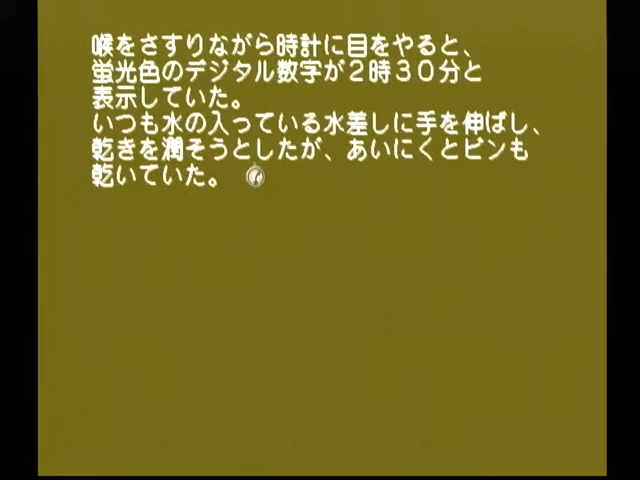 喉をさすりながら時計に目をやると、
蛍光色のデジタル数字が２時３０分と
表示していた。
いつも水の入っている水差しに手を伸ばし、
乾きを潤そうとしたが、あいにくとビンも
乾いていた。